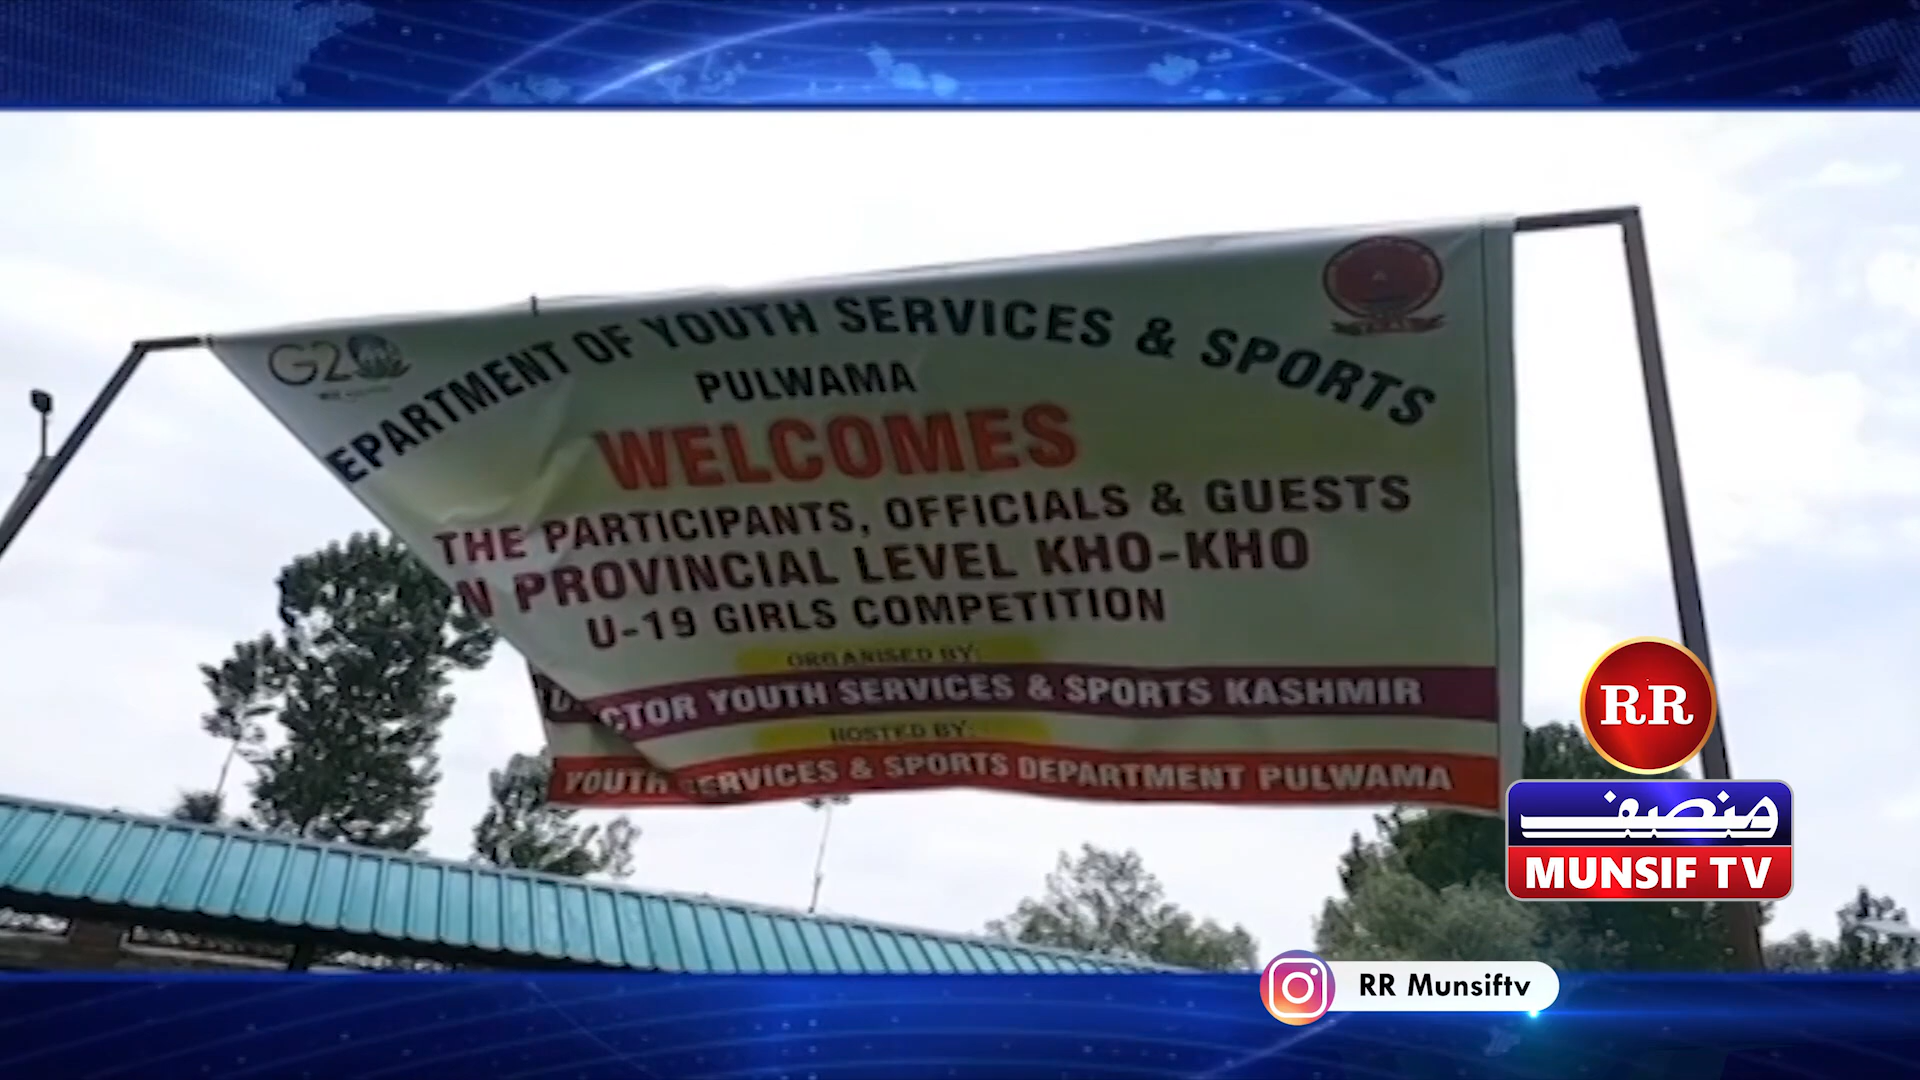 G20
EPARTMENT OF YOUTH SERVICES & SPORTS
PULWAMA
WELCOMES
THE PARTICIPANTS, OFFICIALS & GUESTS
N PROVINCIAL LEVEL KHO-KHO
U-19 GIRLS COMPETITION
ORGANISED BY:
CTOR YOUTH SERVICES & SPORTS KASHMIR
HOSTED BY:
YOUTH SERVICES & SPORTS DEPARTMENT PULWAMA
RR
منصف
MUNSIF TV
RR Munsiftv